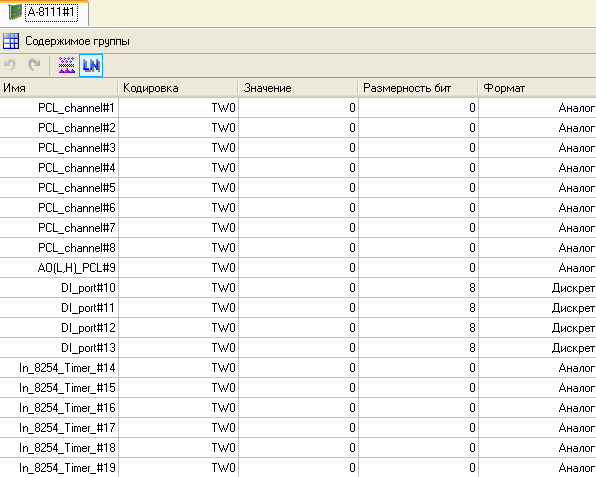 A-8111#1
Содержимое группы
LN
Имя Кодировка Значение Размерность бит Формат
PCL_channel#1 TW0 0 0 Аналог
PCL_channel#2 TW0 0 0 Аналог
PCL_channel#3 TW0 0 0 Аналог
PCL_channel#4 TW0 0 0 Аналог
PCL_channel#5 TW0 0 0 Аналог
PCL_channel#6 TW0 0 0 Аналог
PCL_channel#7 TW0 0 0 Аналог
PCL_channel#8 TW0 0 0 Аналог
AO(L,H)_PCL#9 TW0 0 0 Аналог
DI_port#10 TW0 0 8 Дискрет
DI_port#11 TW0 0 8 Дискрет
DI_port#12 TW0 0 8 Дискрет
DI_port#13 TW0 0 8 Дискрет
In_8254_Timer_#14 TW0 0 0 Аналог
In_8254_Timer_#15 TW0 0 0 Аналог
In_8254_Timer_#16 TW0 0 0 Аналог
In_8254_Timer_#17 TW0 0 0 Аналог
In_8254_Timer_#18 TW0 0 0 Аналог
In_8254_Timer_#19 TW0 0 0 Аналог